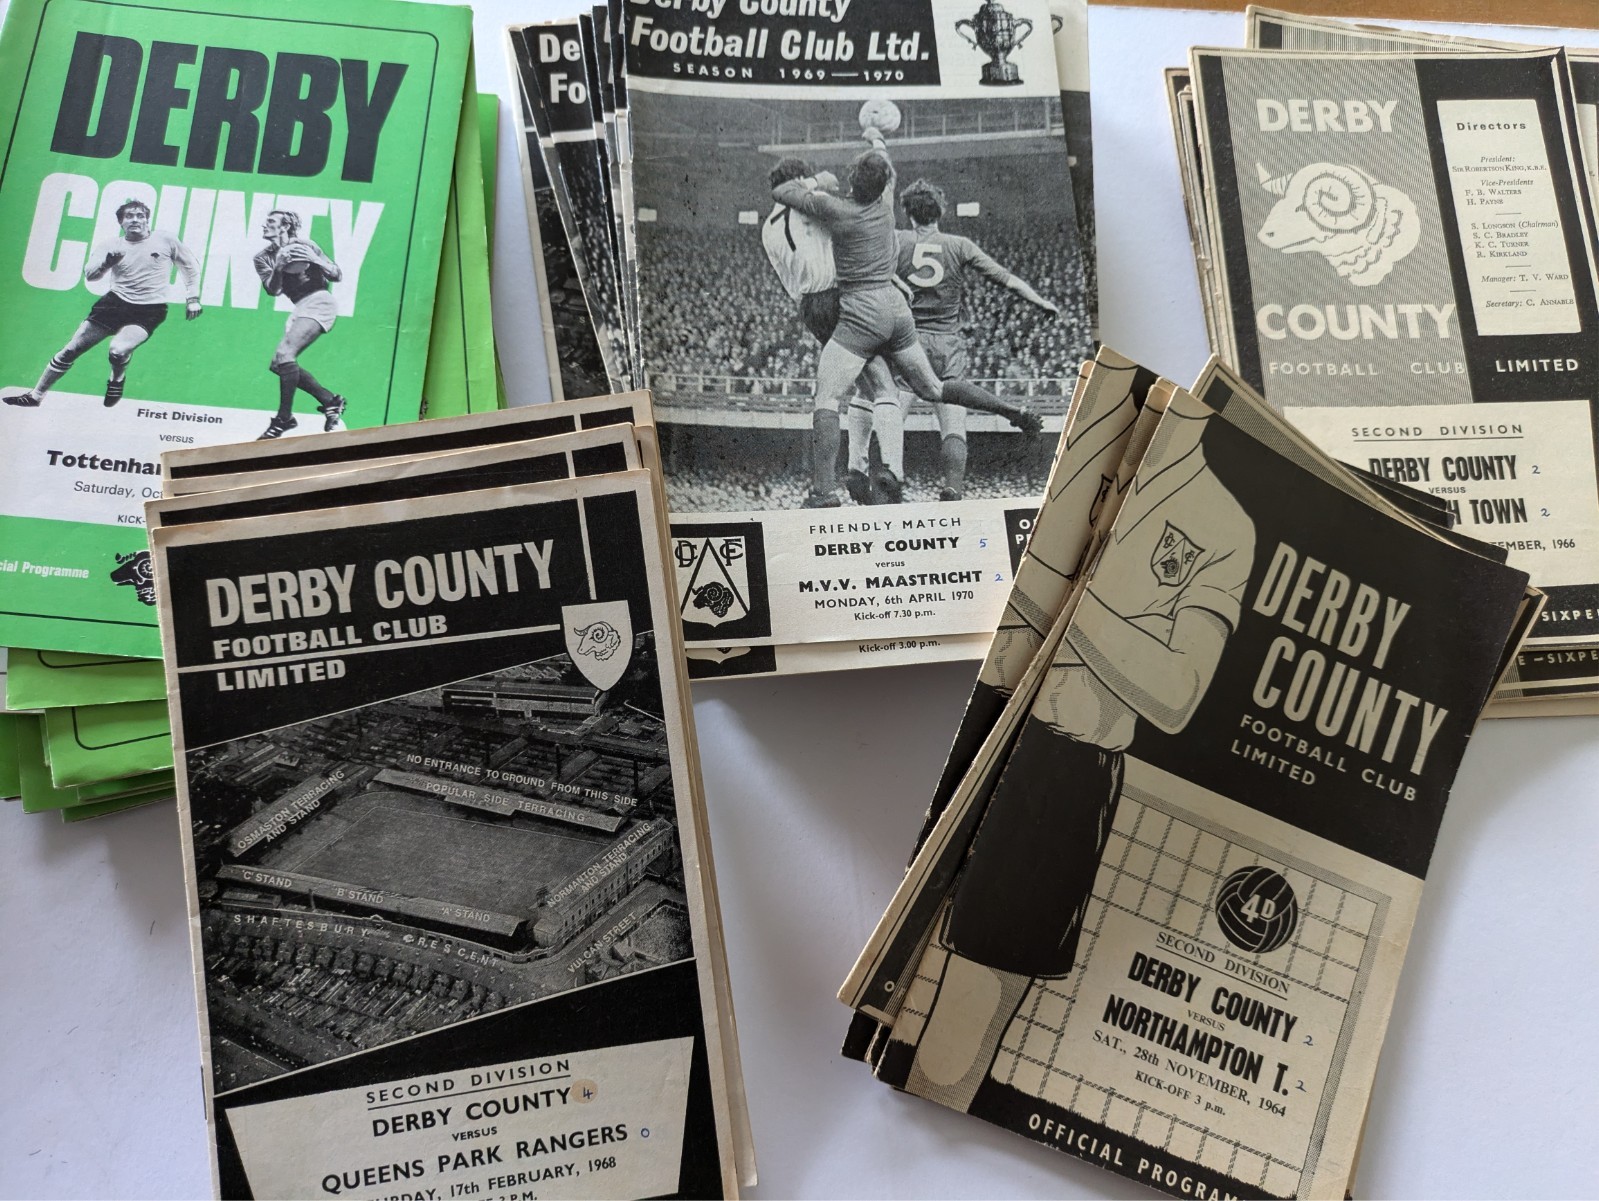 DERBY
COUNTY
First Division
versus
Saturday,
KICK-
Programme
De
Fo
Derby County
Football Club Ltd.
SEASON 1969—1970
7
5
FRIENDLY MATCH
DERBY COUNTY 5
versus
M.V.V. MAASTRICHT 2
MONDAY, 6th APRIL 1970
Kick-off 7.30 p.m.
DCFC
Kick-off 3.00 p.m.
DERBY
COUNTY
FOOTBALL CLUB LIMITED
Directors
President:
SIR ROBERTSON KING, K.B.E.
Vice-Presidents
F. B. WALTERS
H. PAYNE
S. LONGSON (Chairman)
S. C. BRADLEY
K. C. TURNER
R. KIRKLAND
Manager: T. V. WARD
Secretary: C. ANNABLE
SECOND DIVISION
DERBY COUNTY 2
VERSUS
H TOWN 2
TEMBER, 1966
SIXPE
E-SIXPE
DERBY COUNTY
FOOTBALL CLUB
LIMITED
NO ENTRANCE TO GROUND FROM THIS SIDE
POPULAR SIDE TERRACING
OSMASTON TERRACING
AND STAND
NORMANTON TERRACING
AND STAND
'C' STAND
'B' STAND
'A' STAND
SHAFTESBURY CRESCENT
VULCAN STREET
SECOND DIVISION
DERBY COUNTY 4
VERSUS
QUEENS PARK RANGERS 0
17th FEBRUARY, 1968
P.M.
DERBY
COUNTY
FOOTBALL CLUB
LIMITED
4D
SECOND DIVISION
DERBY COUNTY 2
VERSUS
NORTHAMPTON T. 2
SAT., 28th NOVEMBER, 1964
KICK-OFF 3 p.m.
OFFICIAL PROGRAM